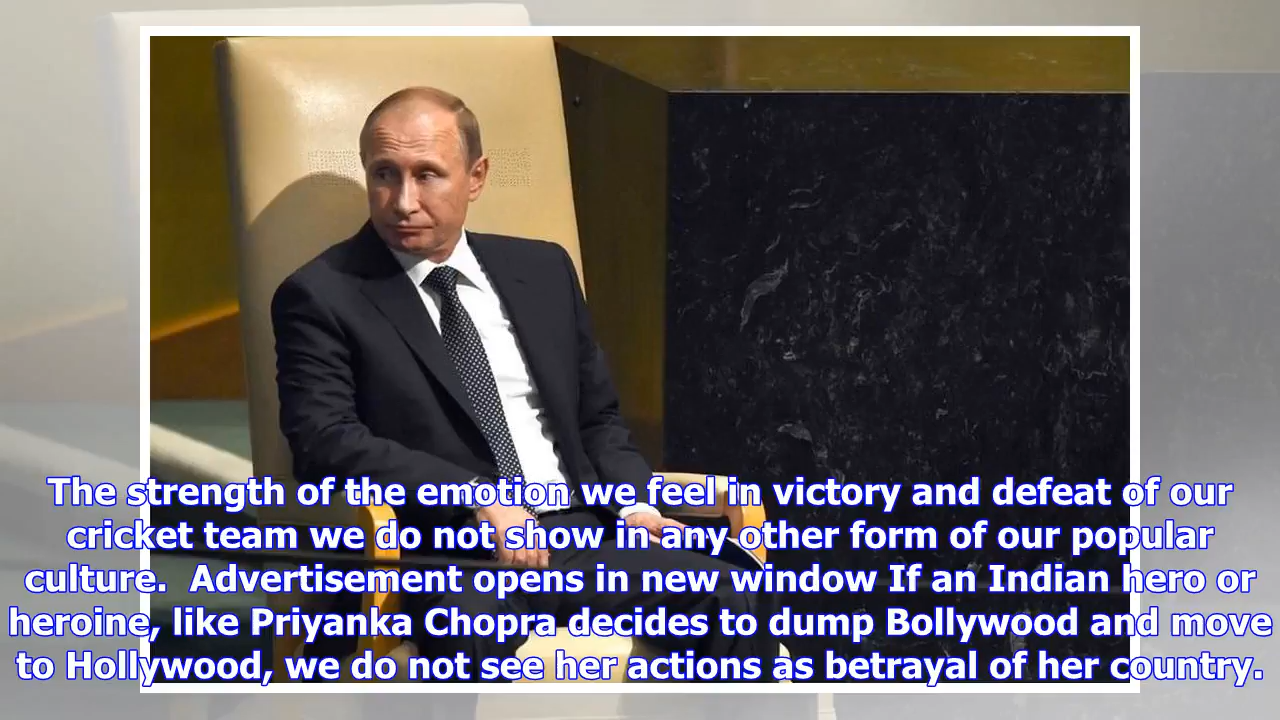 The strength of the emotion we feel in victory and defeat of our
cricket team we do not show in any other form of our popular
culture.  Advertisement opens in new window If an Indian hero or
heroine, like Priyanka Chopra decides to dump Bollywood and move
to Hollywood, we do not see her actions as betrayal of her country.